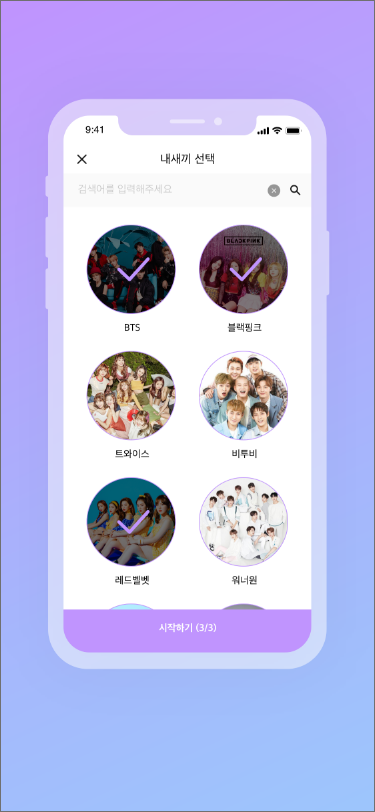 9:41
내새끼 선택
검색어를 입력해주세요
BLACKPINK
BTS
블랙핑크
트와이스
비투비
레드벨벳
워너원
시작하기 (3/3)